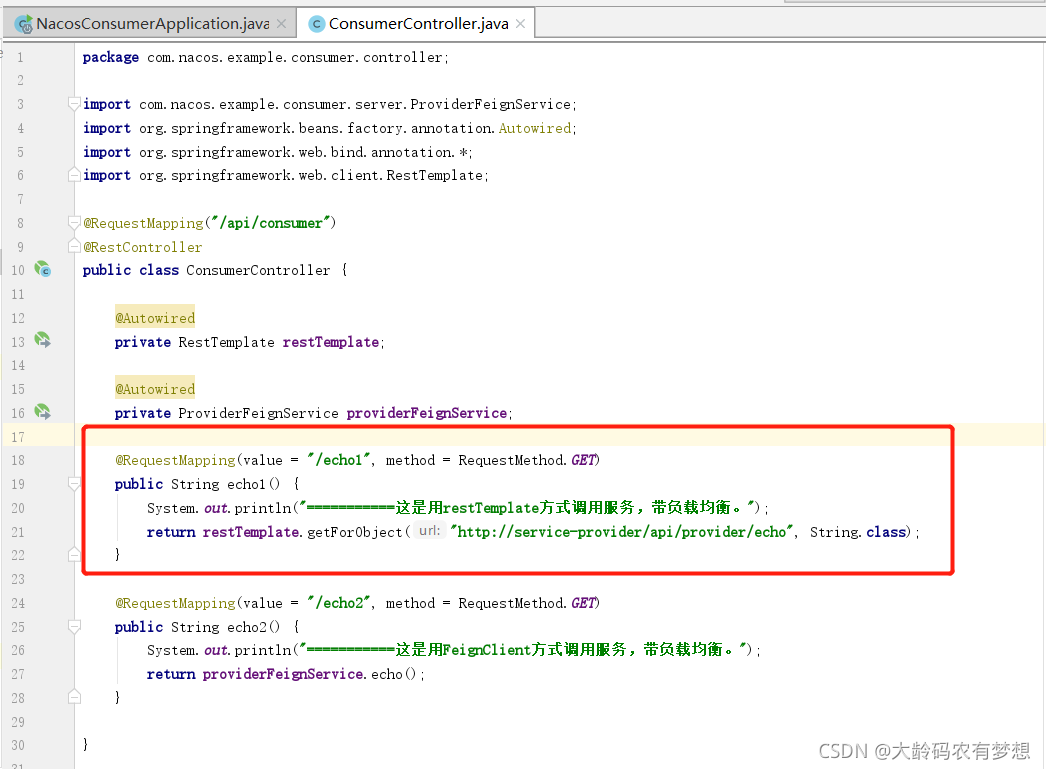 NacosConsumerApplication.java ConsumerController.java
1 package com.nacos.example.consumer.controller;
2
3 import com.nacos.example.consumer.server.ProviderFeignService;
4 import org.springframework.beans.factory.annotation.Autowired;
5 import org.springframework.web.bind.annotation.*;
6 import org.springframework.web.client.RestTemplate;
7
8 @RequestMapping("/api/consumer")
9 @RestController
10 public class ConsumerController {
11
12 @Autowired
13 private RestTemplate restTemplate;
14
15 @Autowired
16 private ProviderFeignService providerFeignService;
17
18 @RequestMapping(value = "/echo1", method = RequestMethod.GET)
19 public String echo1() {
20 System.out.println("===========这是用restTemplate方式调用服务，带负载均衡。");
21 return restTemplate.getForObject( url: "http://service-provider/api/provider/echo", String.class);
22 }
23
24 @RequestMapping(value = "/echo2", method = RequestMethod.GET)
25 public String echo2() {
26 System.out.println("===========这是用FeignClient方式调用服务，带负载均衡。");
27 return providerFeignService.echo();
28 }
29
30 }
31
CSDN @大龄码农有梦想